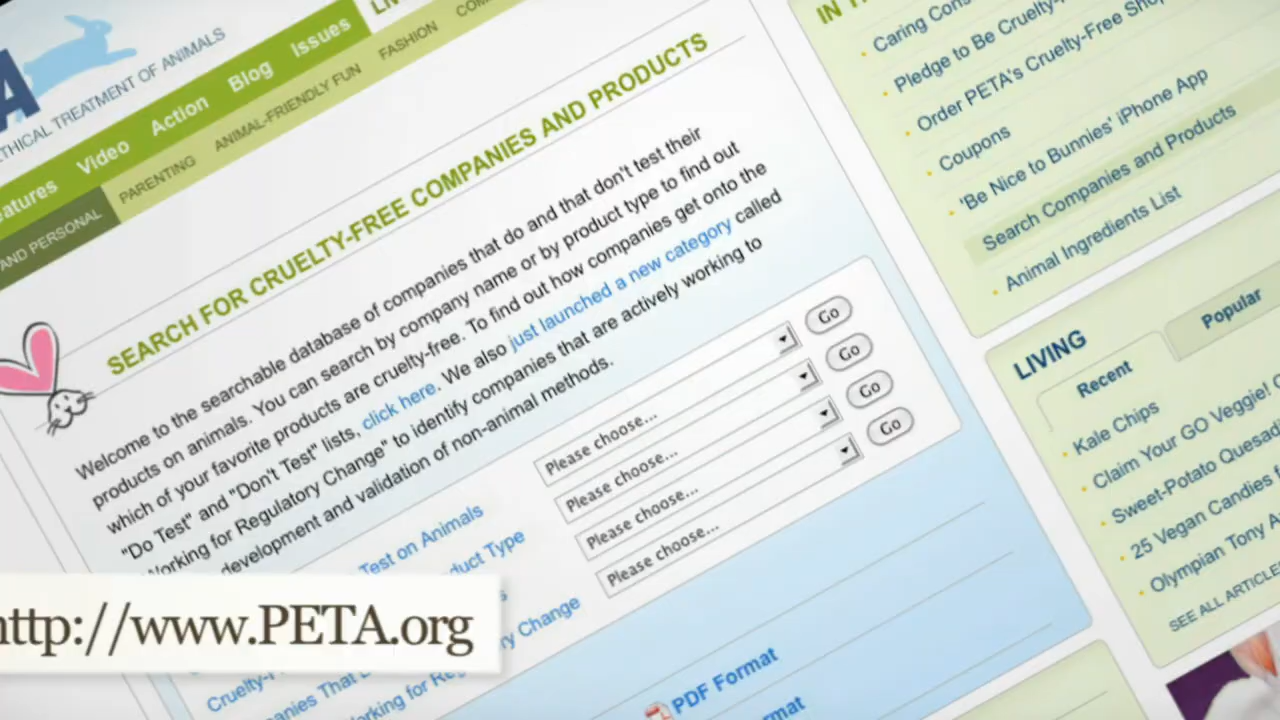 ETHICAL TREATMENT OF ANIMALS
Features Video Action Blog Issues
AND PERSONAL PARENTING ANIMAL-FRIENDLY FUN FASHION
SEARCH FOR CRUELTY-FREE COMPANIES AND PRODUCTS
Welcome to the searchable database of companies that do and that don't test their
products on animals. You can search by company name or by product type to find out
which of your favorite products are cruelty-free. To find out how companies get onto the
"Do Test" and "Don't Test" lists, click here. We also just launched a new category called
"Working for Regulatory Change" to identify companies that are actively working to
development and validation of non-animal methods.
Test on Animals
Please choose... Go
Please choose... Go
Please choose... Go
Please choose... Go
Product Type
Change
PDF Format
Format
IN
Caring
Pledge to Be Cruelty-
Order PETA's Cruelty-Free
Coupons
'Be Nice to Bunnies' iPhone App
Search Companies and Products
Animal Ingredients List
LIVING
Recent Popular
Kale Chips
Claim Your GO Veggie!
Sweet-Potato
25 Vegan Candies
Olympian Tony
SEE ALL ARTICLES
http://www.PETA.org